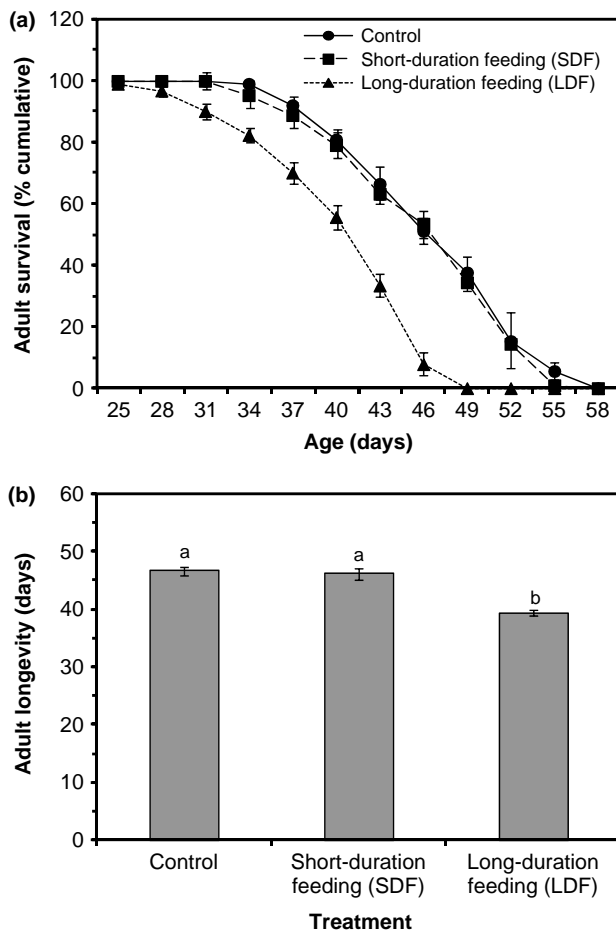 (a)
120
100
80
60
40
20
0
Adult survival (% cumulative)
Control
Short-duration feeding (SDF)
Long-duration feeding (LDF)
25 28 31 34 37 40 43 46 49 52 55 58
Age (days)
(b)
60
50
40
30
20
10
0
Adult longevity (days)
a
a
b
Control
Short-duration
feeding (SDF)
Long-duration
feeding (LDF)
Treatment